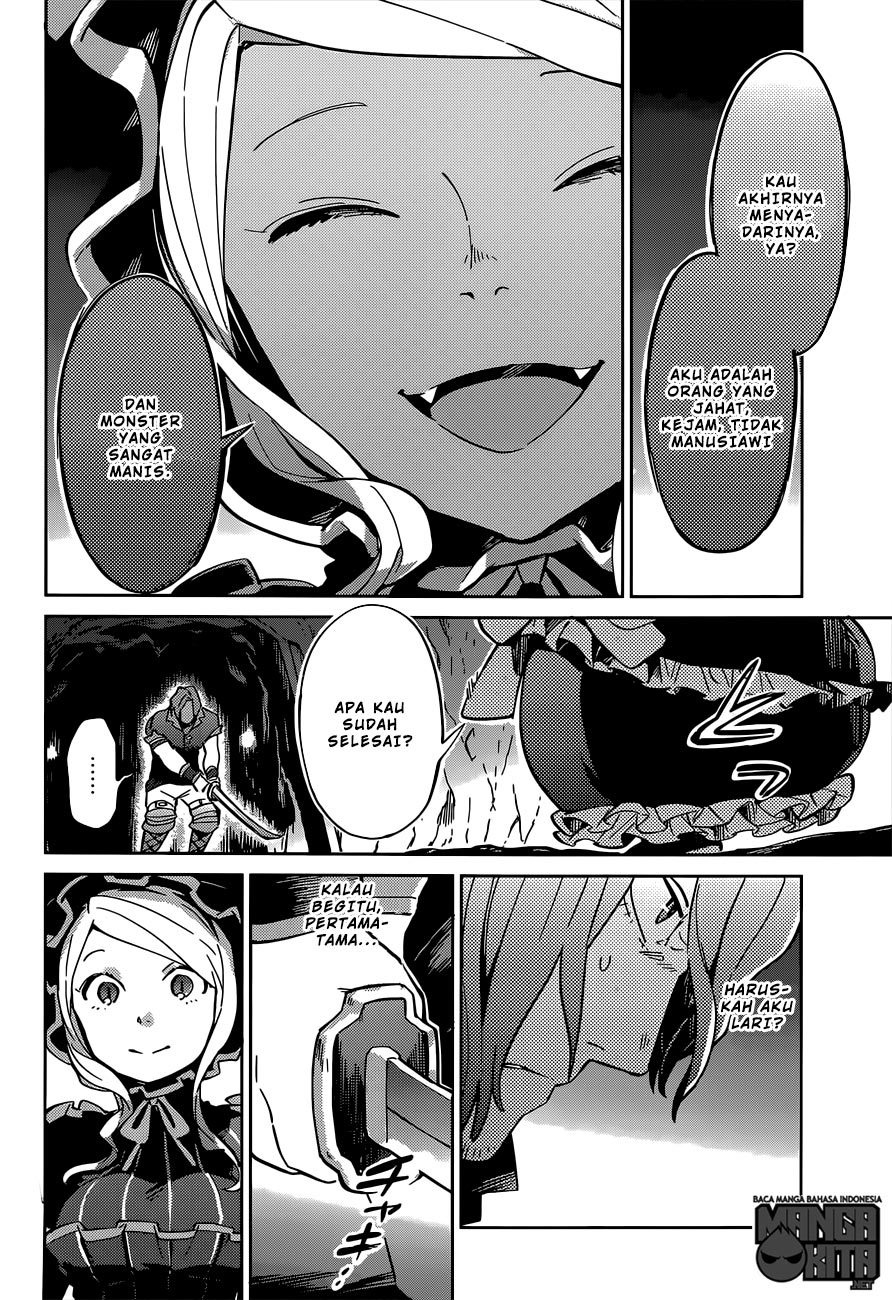 KAU
AKHIRNYA
MENYA-
DARINYA,
YA?
AKU ADALAH
ORANG YANG
JAHAT,
KEJAM, TIDAK
MANUSIAWI
DAN
MONSTER
YANG
SANGAT
MANIS.
APA KAU
SUDAH
SELESAI?
......
HARUS-
KAH AKU
LARI?
KALAU
BEGITU,
PERTAMA-
TAMA...
チャキ
BACA MANGA BAHASA INDONESIA
MANGA
KITA
.NET